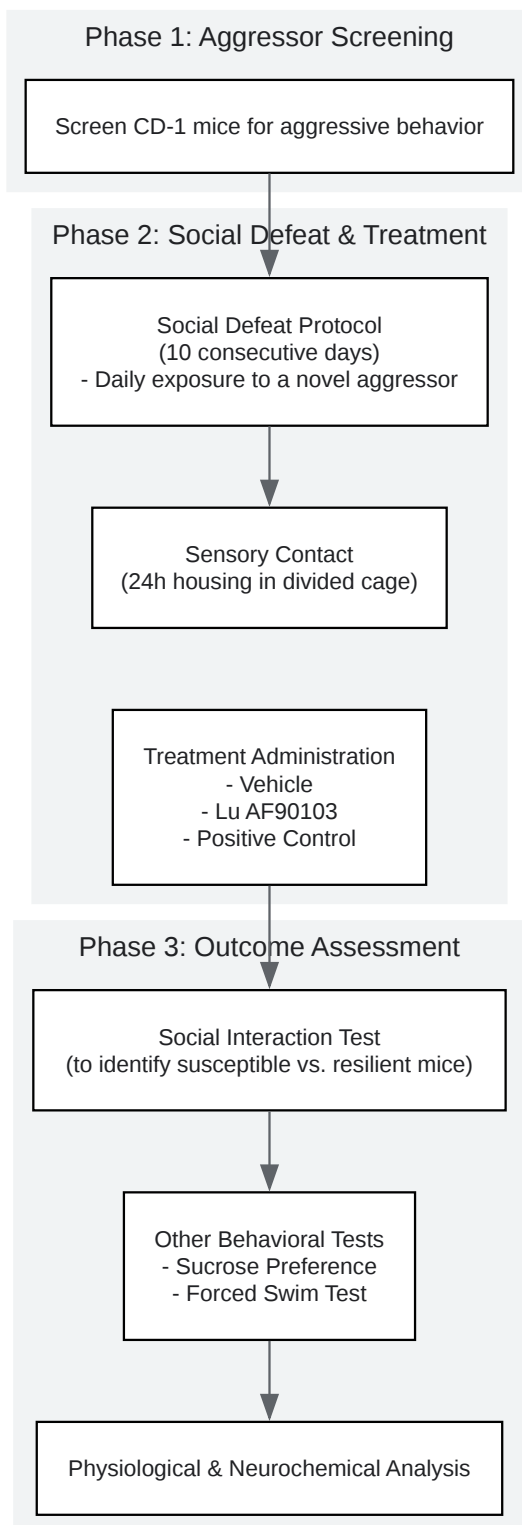 Phase 1: Aggressor Screening
Screen CD-1 mice for aggressive behavior
Phase 2: Social Defeat & Treatment
Social Defeat Protocol
(10 consecutive days)
- Daily exposure to a novel aggressor
Sensory Contact
(24h housing in divided cage)
Treatment Administration
- Vehicle
- Lu AF90103
- Positive Control
Phase 3: Outcome Assessment
Social Interaction Test
(to identify susceptible vs. resilient mice)
Other Behavioral Tests
- Sucrose Preference
- Forced Swim Test
Physiological & Neurochemical Analysis